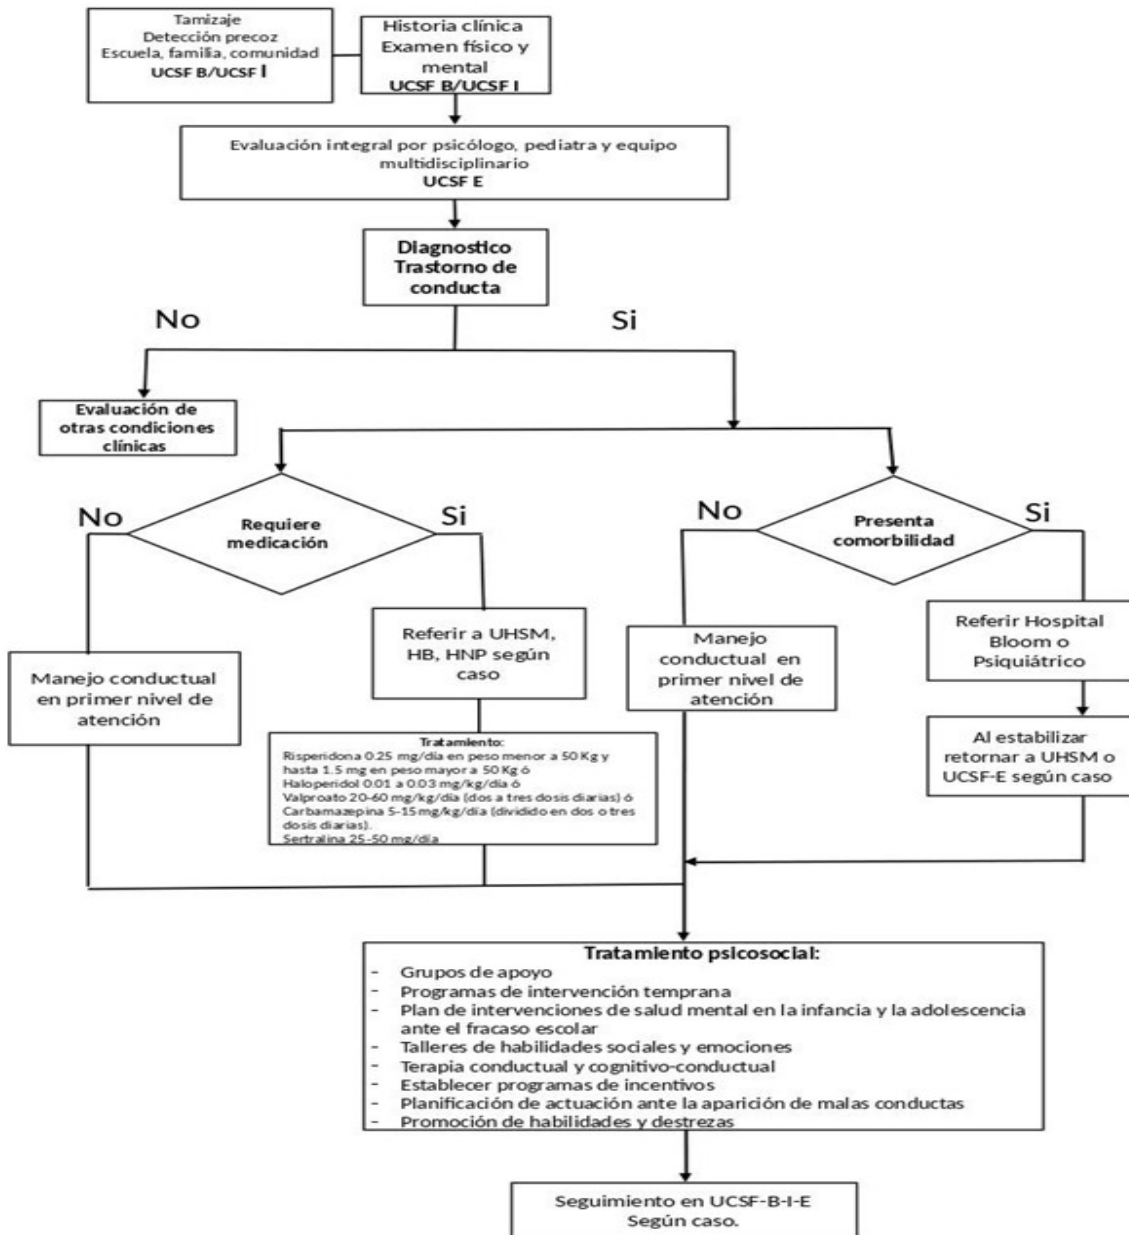 Tamizaje
Detección precoz
Escuela, familia, comunidad
UCSF B/UCSF I
Historia clínica
Examen físico y
mental
UCSF B/UCSF I
Evaluación integral por psicólogo, pediatra y equipo
multidisciplinario
UCSF E
Diagnostico
Trastorno de
conducta
No
Si
Evaluación de
otras condiciones
clínicas
No
Requiere
medicación
Si
No
Presenta
comorbilidad
Si
Manejo conductual
en primer nivel de
atención
Referir a UHSM,
HB, HNP según
caso
Manejo
conductual en
primer nivel de
atención
Referir Hospital
Bloom o
Psiquiátrico
Tratamiento:
Risperidona 0.25 mg/día en peso menor a 50 Kg y
hasta 1.5 mg en peso mayor a 50 Kg ó
Haloperidol 0.01 a 0.03 mg/kg/día ó
Valproato 20-60 mg/kg/día (dos a tres dosis diarias) ó
Carbamazepina 5-15mg/kg/día (dividido en dos o tres
dosis diarias).
Sertralina 25-50 mg/día
Al estabilizar
retornar a UHSM o
UCSF-E según caso
Tratamiento psicosocial:
- Grupos de apoyo
- Programas de intervención temprana
- Plan de intervenciones de salud mental en la infancia y la adolescencia
ante el fracaso escolar
- Talleres de habilidades sociales y emociones
- Terapia conductual y cognitivo-conductual
- Establecer programas de incentivos
- Planificación de actuación ante la aparición de malas conductas
- Promoción de habilidades y destrezas
Seguimiento en UCSF-B-I-E
Según caso.